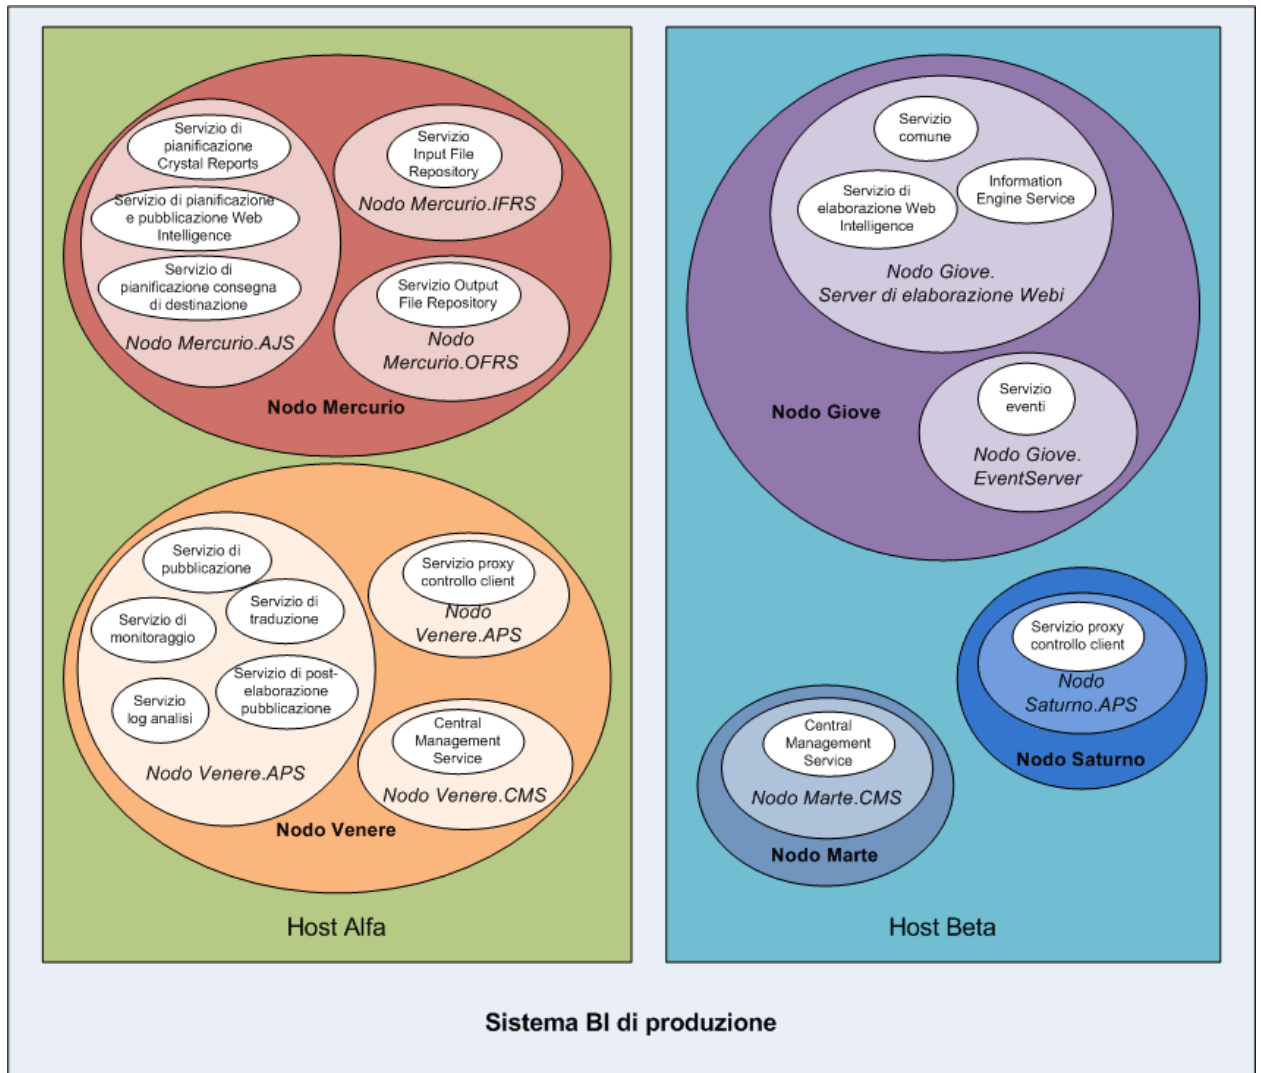 Servizio di
pianificazione
Crystal Reports
Servizio di pianificazione
e pubblicazione Web
Intelligence
Servizio di
pianificazione consegna
di destinazione
Nodo Mercurio.AJS
Servizio
Input File
Repository
Nodo Mercurio.IFRS
Servizio Output
File Repository
Nodo
Mercurio.OFRS
Nodo Mercurio
Servizio di
pubblicazione
Servizio di
traduzione
Servizio di
monitoraggio
Servizio di post-
elaborazione
pubblicazione
Servizio
log analisi
Nodo Venere.APS
Servizio proxy
controllo client
Nodo
Venere.APS
Central
Management
Service
Nodo Venere.CMS
Nodo Venere
Host Alfa
Servizio
comune
Servizio di
elaborazione Web
Intelligence
Information
Engine Service
Nodo Giove.
Server di elaborazione Webi
Servizio
eventi
Nodo Giove.
EventServer
Nodo Giove
Servizio proxy
controllo client
Nodo
Saturno.APS
Nodo Saturno
Central
Management
Service
Nodo Marte.CMS
Nodo Marte
Host Beta
Sistema BI di produzione